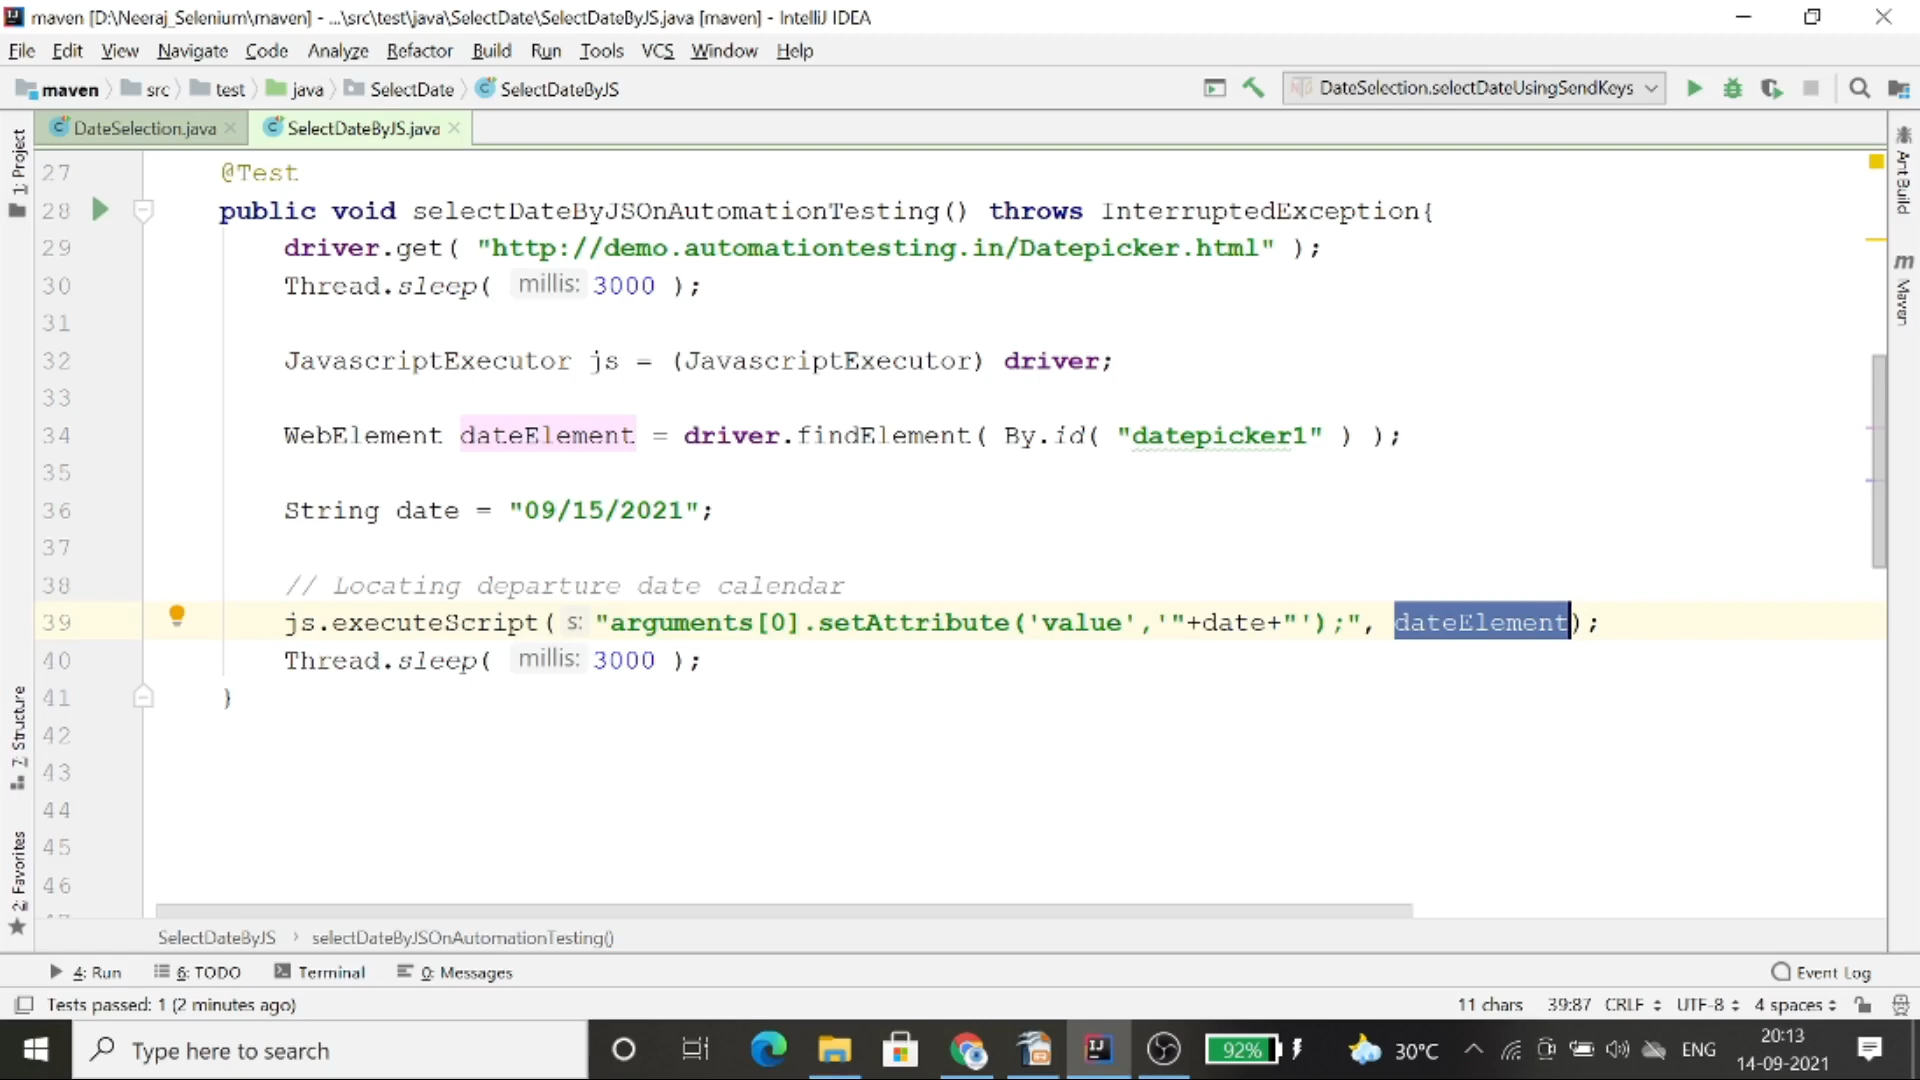 maven [D:\Neeraj_Selenium\maven] - ...\src\test\java\SelectDate\SelectDateByJS.java [maven] - IntelliJ IDEA
File Edit View Navigate Code Analyze Refactor Build Run Tools VCS Window Help
maven src test java SelectDate SelectDateByJS DateSelection.selectDateUsingSendKeys
DateSelection.java SelectDateByJS.java
1: Project
7: Structure
2: Favorites
Ant Build
Maven
27 @Test
28 public void selectDateByJSOnAutomationTesting() throws InterruptedException{
29 driver.get( "http://demo.automationtesting.in/Datepicker.html" );
30 Thread.sleep( millis: 3000 );
31
32 JavascriptExecutor js = (JavascriptExecutor) driver;
33
34 WebElement dateElement = driver.findElement( By.id( "datepicker1" ) );
35
36 String date = "09/15/2021";
37
38 // Locating departure date calendar
39 js.executeScript( s: "arguments[0].setAttribute('value','"+date+"');", dateElement);
40 Thread.sleep( millis: 3000 );
41 }
42
43
44
45
46
SelectDateByJS › selectDateByJSOnAutomationTesting()
4: Run 6: TODO Terminal 0: Messages Event Log
Tests passed: 1 (2 minutes ago) 11 chars 39:87 CRLF UTF-8 4 spaces
Type here to search 92% 30°C ENG 20:13
14-09-2021